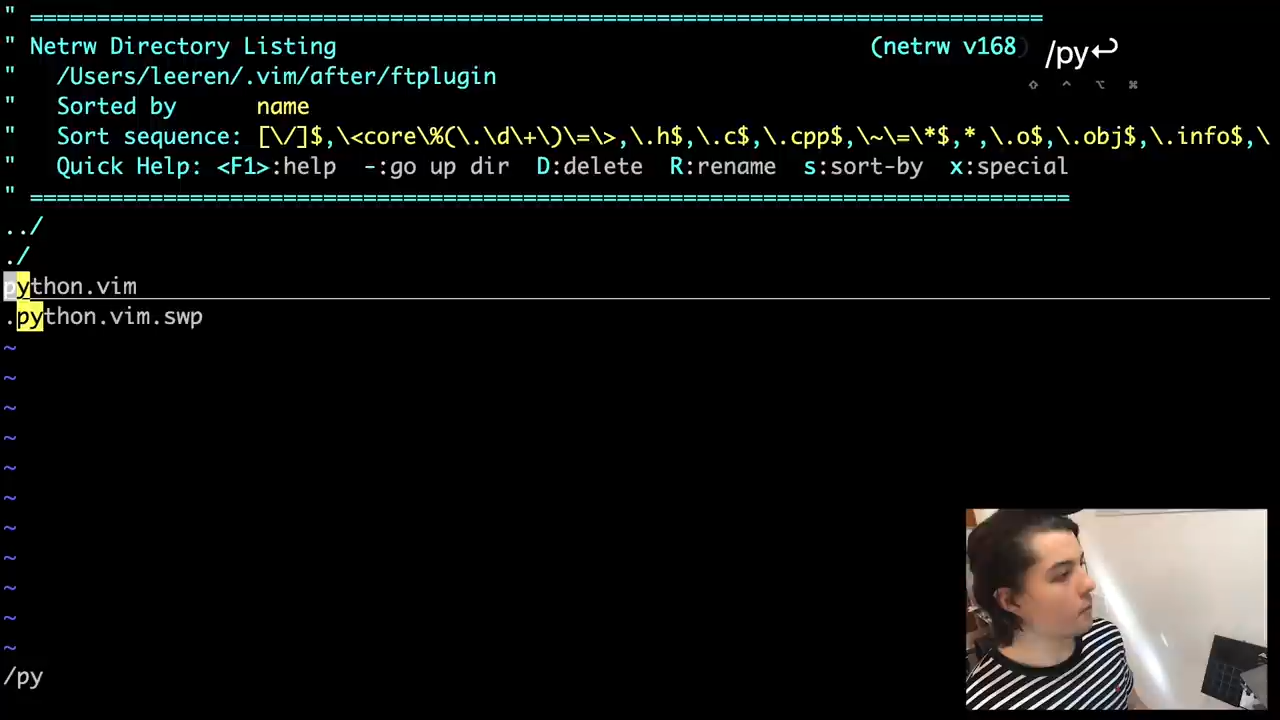 " ============================================================================
" Netrw Directory Listing                                        (netrw v168)
"   /Users/leeren/.vim/after/ftplugin
"   Sorted by      name
"   Sort sequence: [\/]$,\<core\%(\.\d\+\)\=\>,\.h$,\.c$,\.cpp$,\~\=\*$,*,\.o$,\.obj$,\.info$,\
"   Quick Help: <F1>:help  -:go up dir  D:delete  R:rename  s:sort-by  x:special
" ==============================================================================
../
./
python.vim
.python.vim.swp
~
~
~
~
~
~
~
~
~
~
~
/py
/py↩
⇧ ⌃ ⌥ ⌘